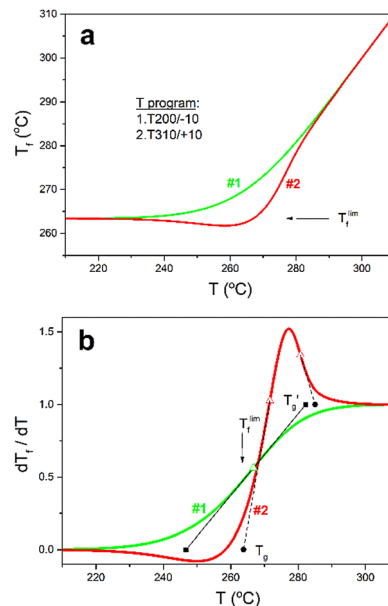 a
310
300
290
280
270
260
T program:
1.T200/-10
2.T310/+10
#1
#2
T_f^lim
T_f (°C)
220
240
260
280
300
T (°C)
b
1.5
1.0
0.5
0.0
T_g'
T_f^lim
#1
#2
T_g
dT_f / dT
220
240
260
280
300
T (°C)